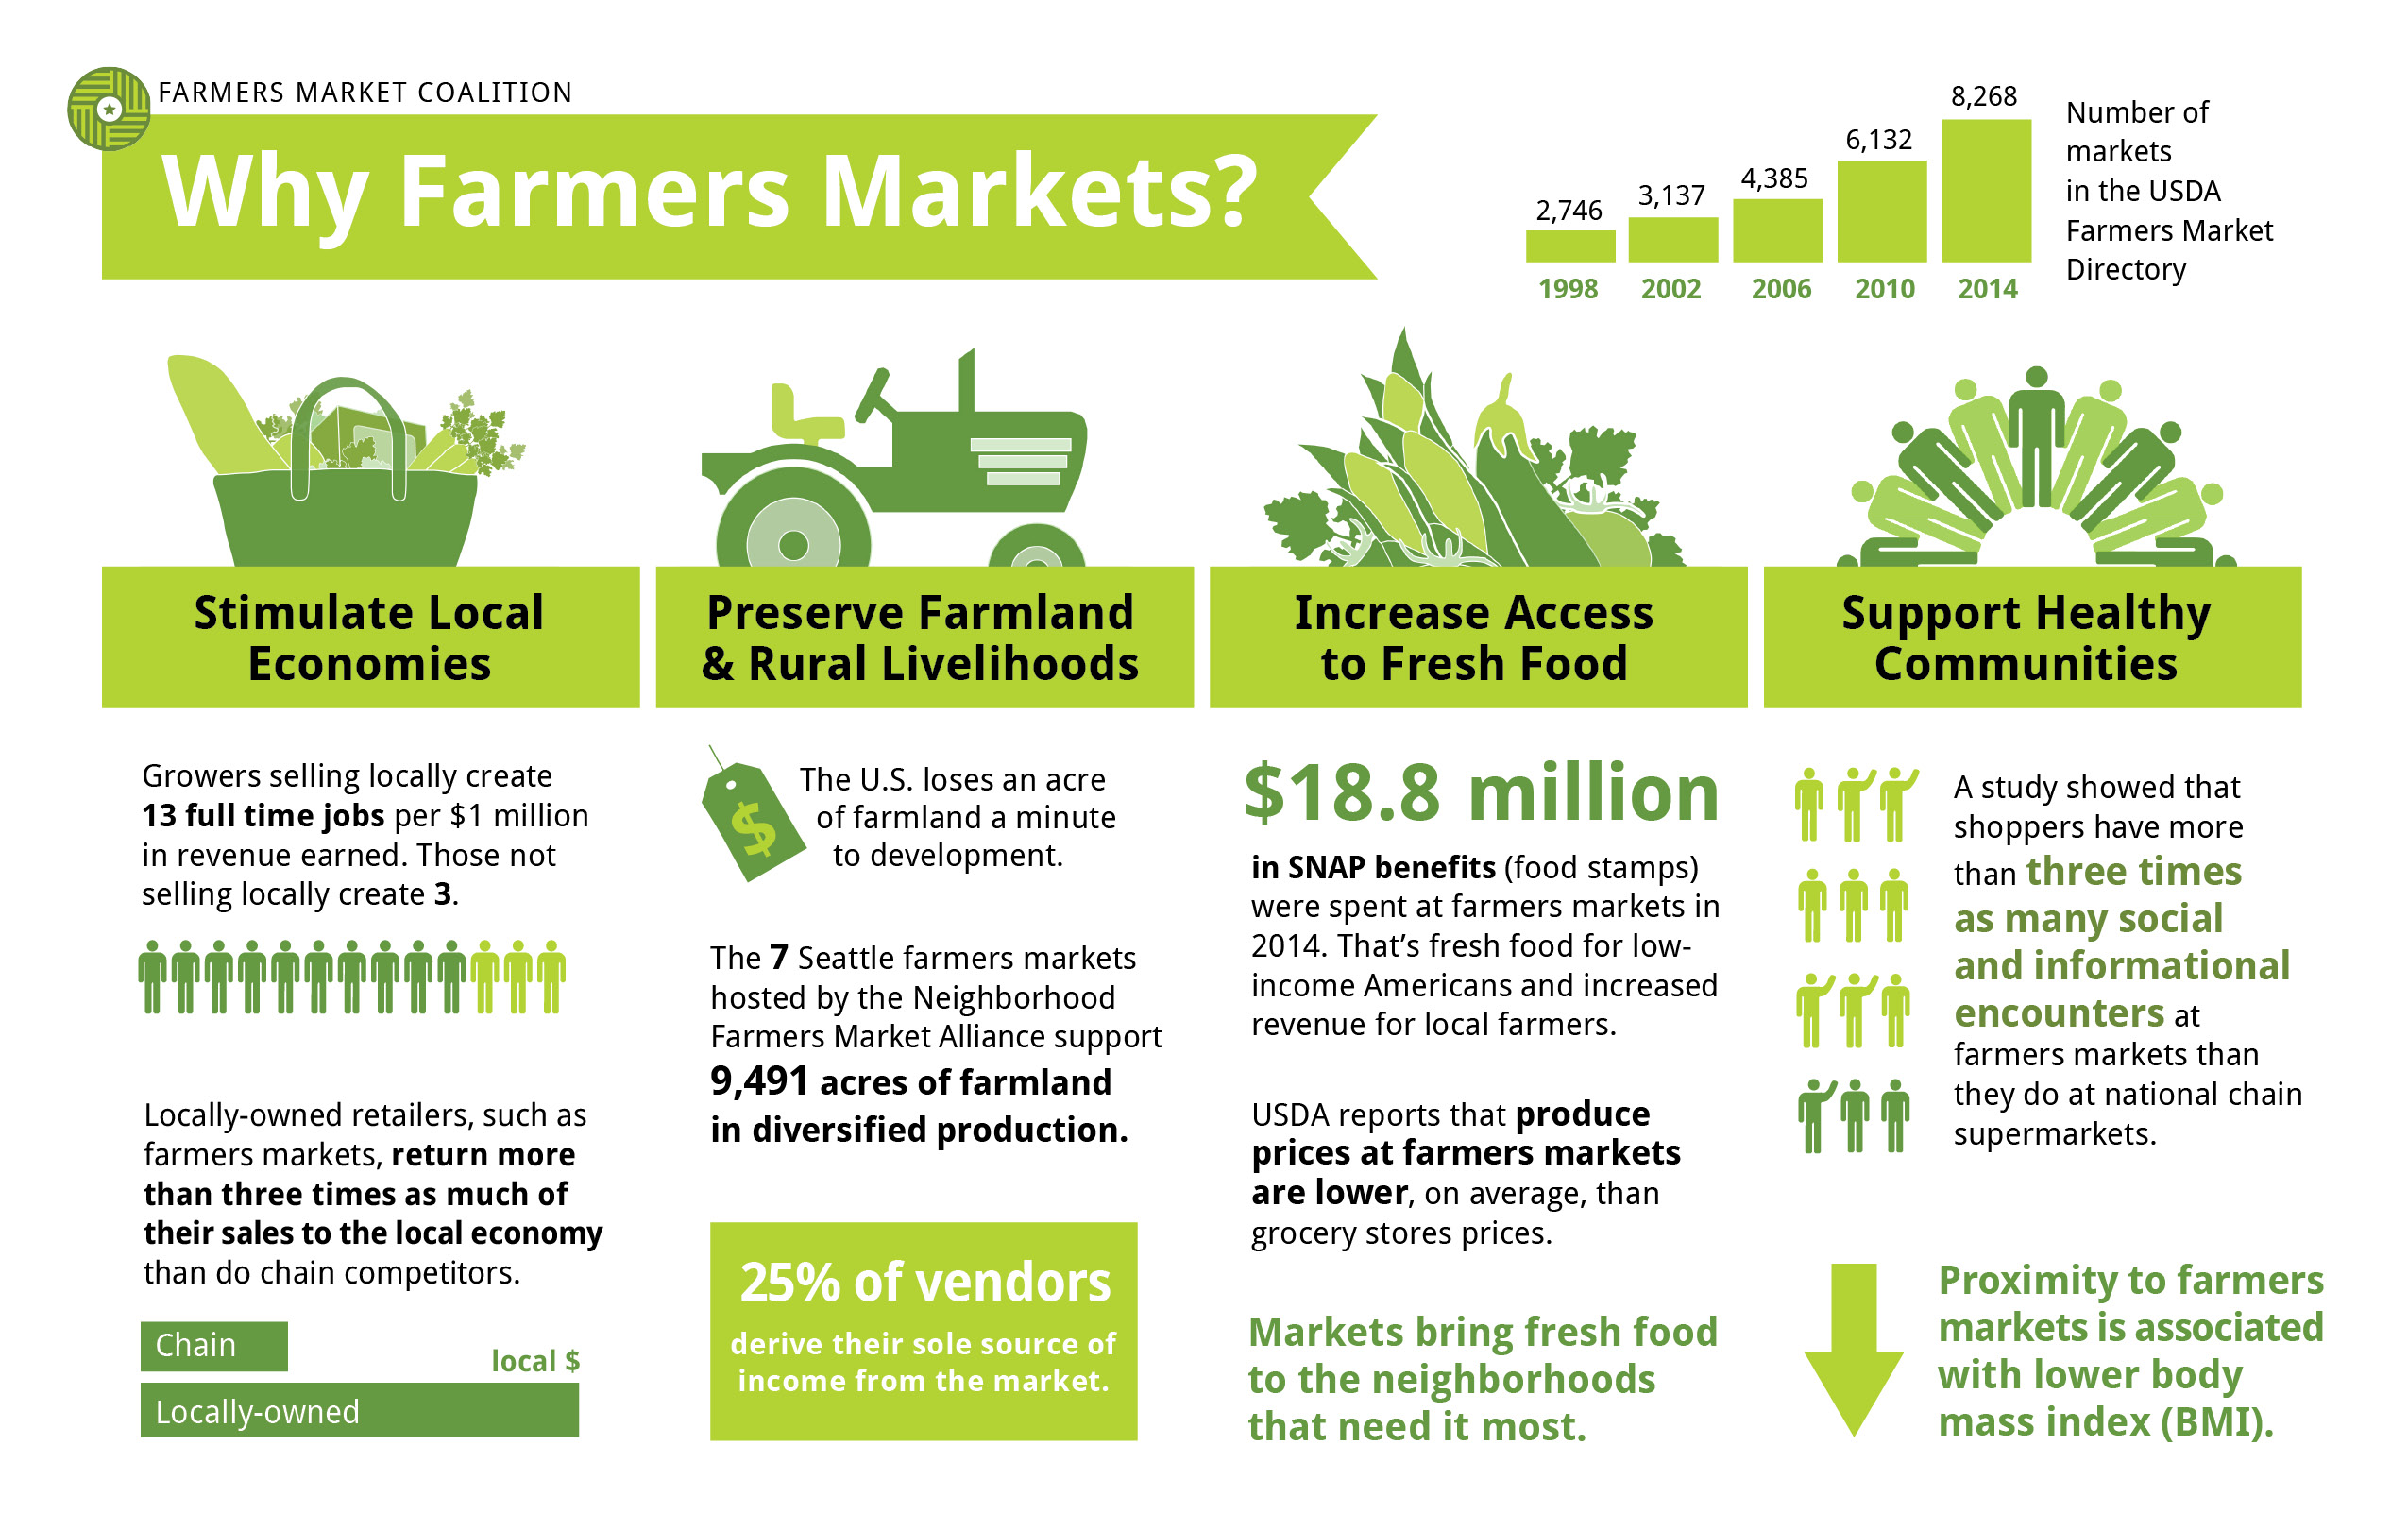 FARMERS MARKET COALITION
Why Farmers Markets?
8,268
6,132
4,385
3,137
2,746
1998
2002
2006
2010
2014
Number of
markets
in the USDA
Farmers Market
Directory
Stimulate Local
Economies
Growers selling locally create
13 full time jobs per $1 million
in revenue earned. Those not
selling locally create 3.
Locally-owned retailers, such as
farmers markets, return more
than three times as much of
their sales to the local economy
than do chain competitors.
Chain
local $
Locally-owned
Preserve Farmland
& Rural Livelihoods
$
The U.S. loses an acre
of farmland a minute
to development.
The 7 Seattle farmers markets
hosted by the Neighborhood
Farmers Market Alliance support
9,491 acres of farmland
in diversified production.
25% of vendors
derive their sole source of
income from the market.
Increase Access
to Fresh Food
$18.8 million
in SNAP benefits (food stamps)
were spent at farmers markets in
2014. That’s fresh food for low-
income Americans and increased
revenue for local farmers.
USDA reports that produce
prices at farmers markets
are lower, on average, than
grocery stores prices.
Markets bring fresh food
to the neighborhoods
that need it most.
Support Healthy
Communities
A study showed that
shoppers have more
than three times
as many social
and informational
encounters at
farmers markets than
they do at national chain
supermarkets.
Proximity to farmers
markets is associated
with lower body
mass index (BMI).